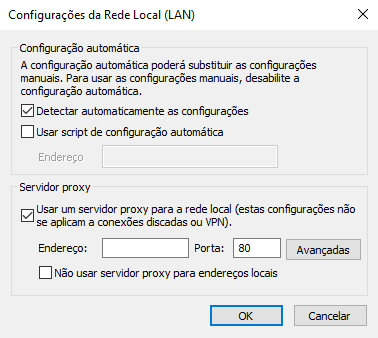 Configurações da Rede Local (LAN)
Configuração automática
A configuração automática poderá substituir as configurações
manuais. Para usar as configurações manuais, desabilite a
configuração automática.
Detectar automaticamente as configurações
Usar script de configuração automática
Endereço
Servidor proxy
Usar um servidor proxy para a rede local (estas configurações não
se aplicam a conexões discadas ou VPN).
Endereço: Porta: 80 Avançadas
Não usar servidor proxy para endereços locais
OK Cancelar